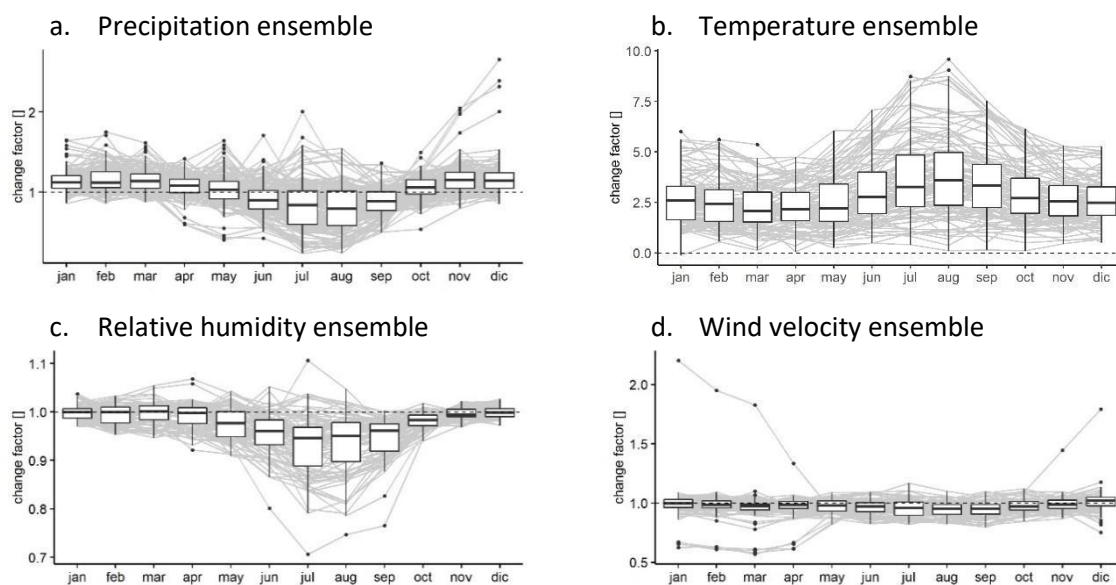 a. Precipitation ensemble
change factor []
2
1
jan feb mar apr may jun jul aug sep oct nov dic
b. Temperature ensemble
change factor []
10.0
7.5
5.0
2.5
0.0
jan feb mar apr may jun jul aug sep oct nov dic
c. Relative humidity ensemble
change factor []
1.1
1.0
0.9
0.8
0.7
jan feb mar apr may jun jul aug sep oct nov dic
d. Wind velocity ensemble
change factor []
2.0
1.5
1.0
0.5
jan feb mar apr may jun jul aug sep oct nov dic